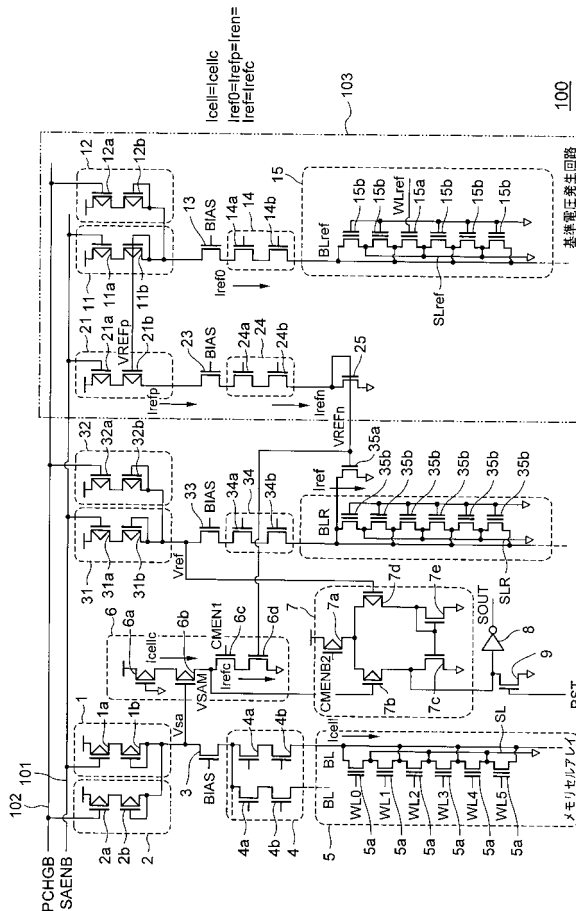 PCHGB
SAENB
102
101
2
2a
2b
1
1a
1b
Vsa
3
BIAS
4a
4b
4
4a
4b
BL
BL
Icell
5
WL0
WL1
WL2
WL3
WL4
WL5
5a
5a
5a
5a
5a
5a
SL
メモリセルアレイ
6
6a
Icellc
6b
VSAM
CMEN1
6c
Irefc
6d
7
7a
CMENB2
7b
7c
7d
7e
SOUT
8
9
RST
31
31a
31b
32
32a
32b
Vref
33
BIAS
34a
34
34b
BLR
Iref
35a
35b
35b
35b
35b
35b
35b
SLR
21
21a
21b
VREFp
Irefp
23
BIAS
24
24a
24b
Irefn
VREFn
25
11
11a
11b
12
12a
12b
13
BIAS
Iref0
14a
14
14b
15
BLref
15b
15b
WLref
15a
15b
15b
15b
SLref
基準電圧発生回路
103
Icell=Icellc
Iref0=Irefp=Iren=
Iref=Irefc
100